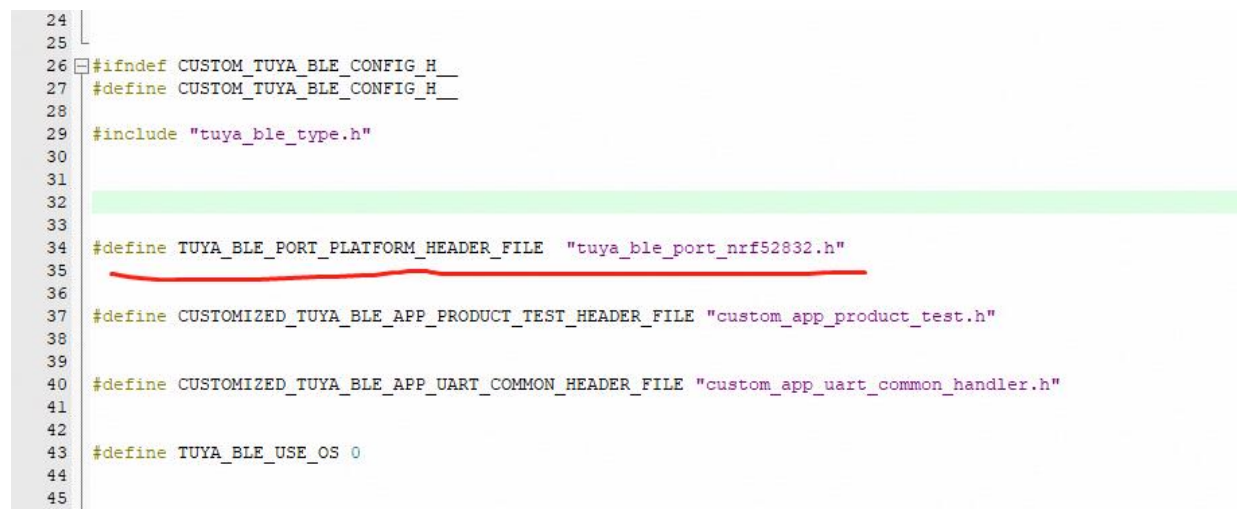 24
25
26 #ifndef CUSTOM_TUYA_BLE_CONFIG_H__
27 #define CUSTOM_TUYA_BLE_CONFIG_H__
28
29 #include "tuya_ble_type.h"
30
31
32
33
34 #define TUYA_BLE_PORT_PLATFORM_HEADER_FILE  "tuya_ble_port_nrf52832.h"
35
36
37 #define CUSTOMIZED_TUYA_BLE_APP_PRODUCT_TEST_HEADER_FILE "custom_app_product_test.h"
38
39
40 #define CUSTOMIZED_TUYA_BLE_APP_UART_COMMON_HEADER_FILE "custom_app_uart_common_handler.h"
41
42
43 #define TUYA_BLE_USE_OS 0
44
45